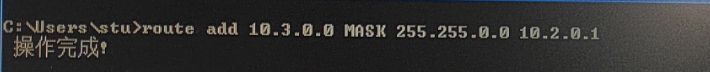 C:\Users\stu>route add 10.3.0.0 MASK 255.255.0.0 10.2.0.1
操作完成!